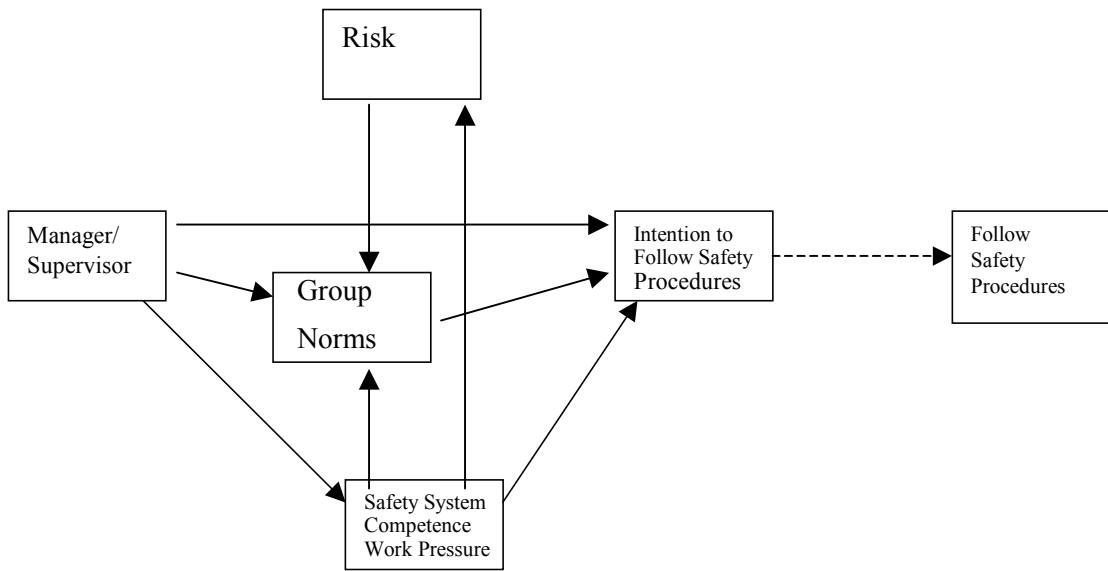 Risk
Manager/
Supervisor
Group
Norms
Intention to
Follow Safety
Procedures
Follow
Safety
Procedures
Safety System
Competence
Work Pressure